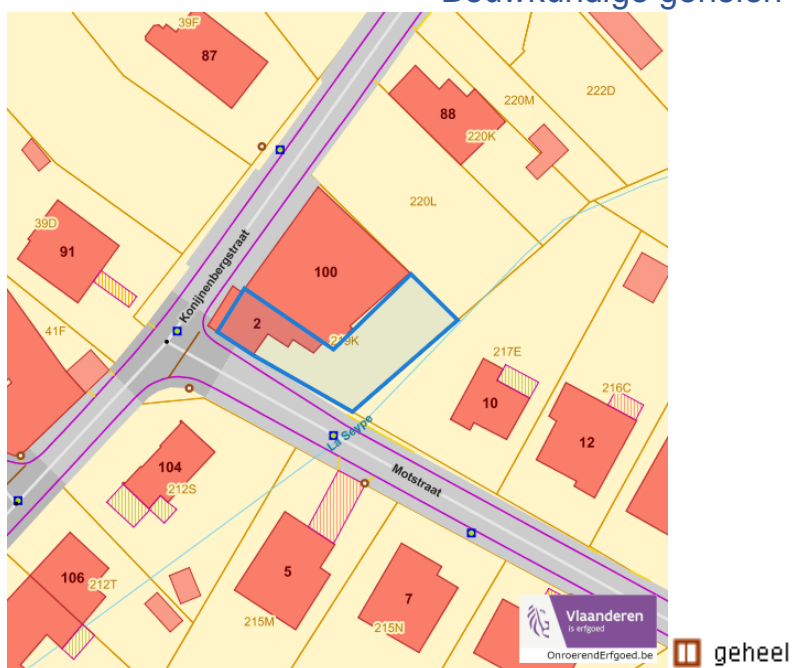 Bouwkundige gehelen
39F
87
88
220K
220M
222D
220L
39D
91
Konijnenbergstraat
100
2
219K
41F
217E
10
216C
12
La Seype
Motstraat
104
212S
106
212T
5
215M
7
215N
Vlaanderen
is erfgoed
OnroerendErfgoed.be
geheel